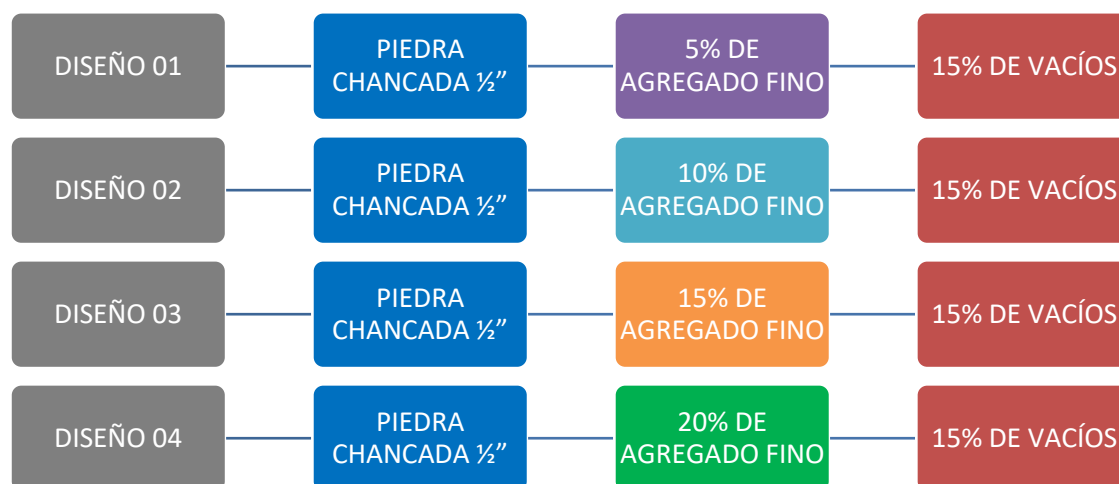 DISEÑO 01
PIEDRA
CHANCADA ½”
5% DE
AGREGADO FINO
15% DE VACÍOS
DISEÑO 02
PIEDRA
CHANCADA ½”
10% DE
AGREGADO FINO
15% DE VACÍOS
DISEÑO 03
PIEDRA
CHANCADA ½”
15% DE
AGREGADO FINO
15% DE VACÍOS
DISEÑO 04
PIEDRA
CHANCADA ½”
20% DE
AGREGADO FINO
15% DE VACÍOS